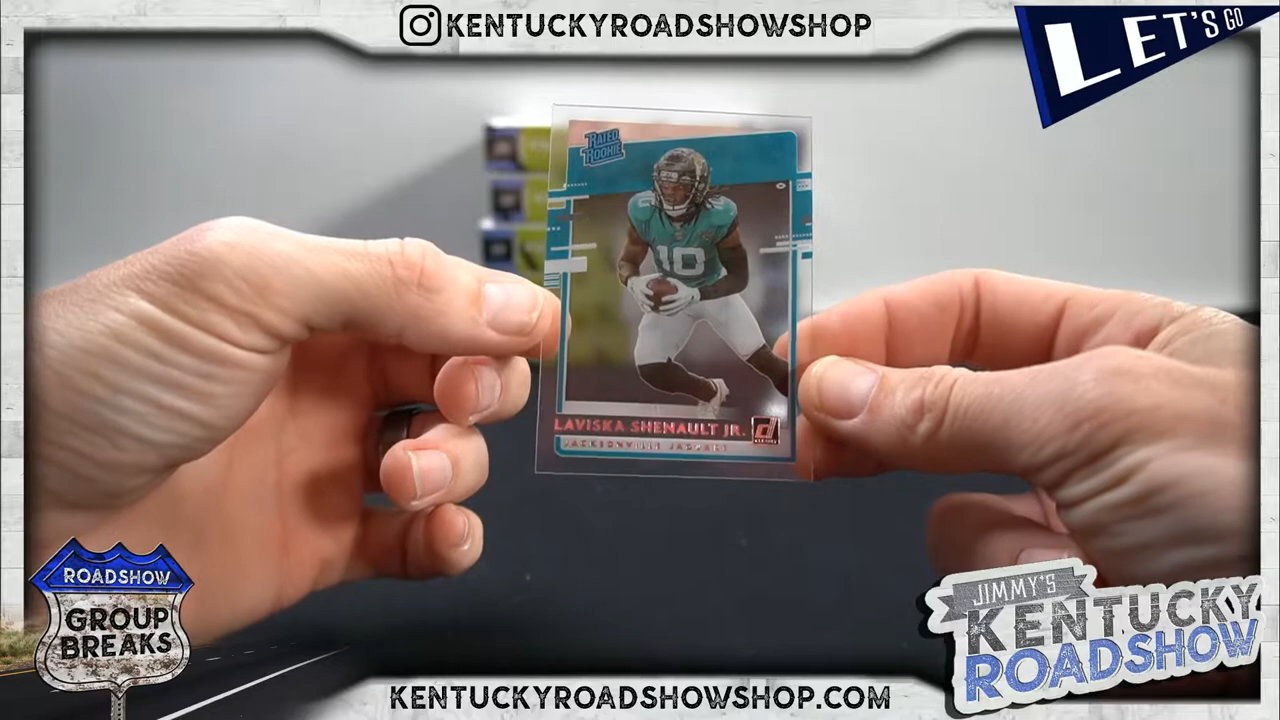 KENTUCKYROADSHOWSHOP
LET'S GO
RATED
ROOKIE
10
LAVISKA SHENAULT JR.
JACKSONVILLE JAGUARS
ROADSHOW
GROUP
BREAKS
JIMMY'S
KENTUCKY
ROADSHOW
KENTUCKYROADSHOWSHOP.COM